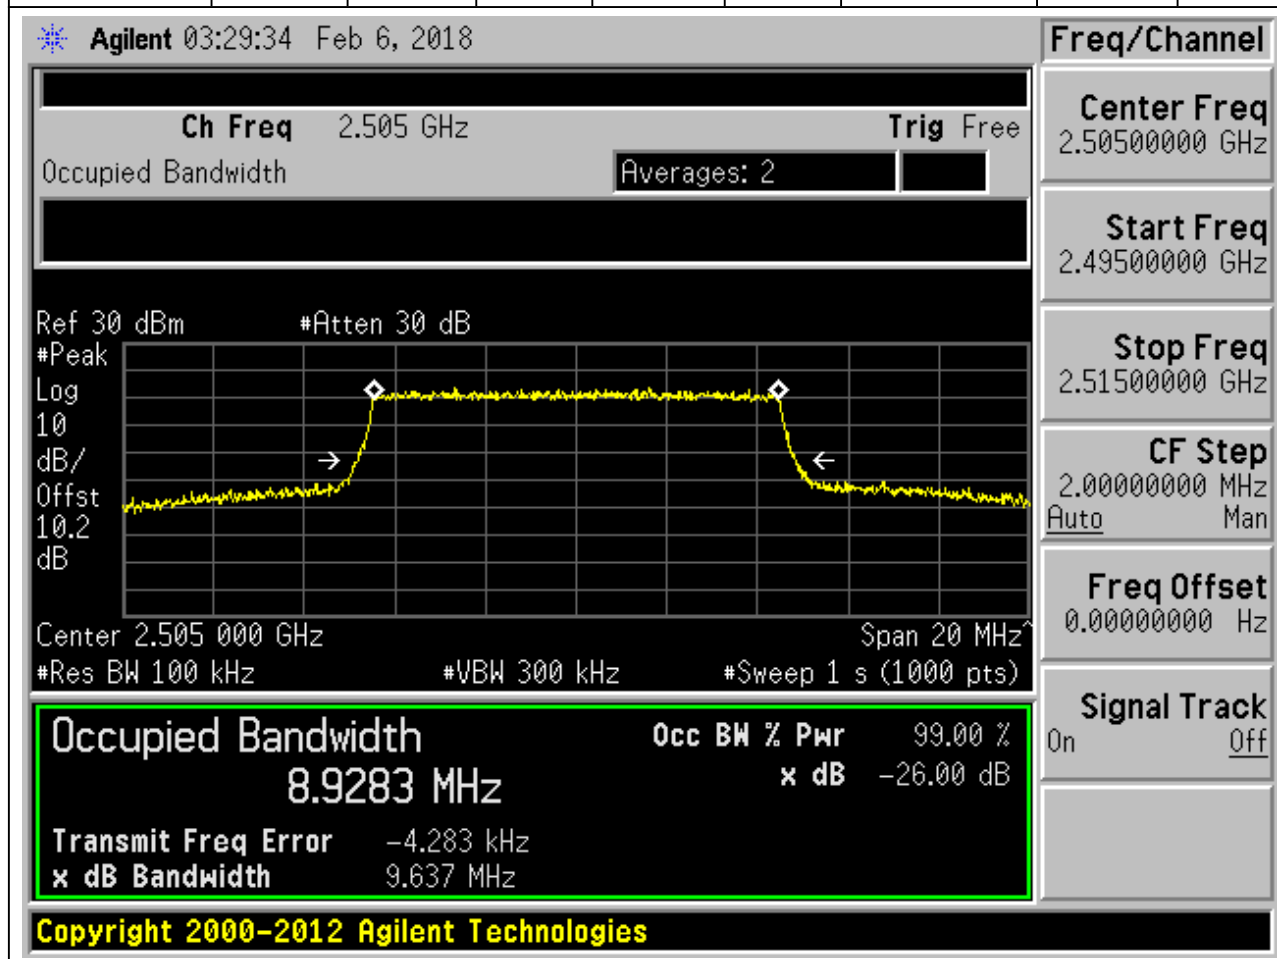 Agilent 03:29:34 Feb 6, 2018
Freq/Channel
Ch Freq 2.505 GHz Trig Free
Occupied Bandwidth Averages: 2
Ref 30 dBm #Atten 30 dB
#Peak
Log
10
dB/
Offst
10.2
dB
Center 2.505 000 GHz Span 20 MHz^
#Res BW 100 kHz #VBW 300 kHz #Sweep 1 s (1000 pts)
Occupied Bandwidth Occ BW % Pwr 99.00 %
8.9283 MHz x dB -26.00 dB
Transmit Freq Error -4.283 kHz
x dB Bandwidth 9.637 MHz
Copyright 2000-2012 Agilent Technologies
Center Freq
2.50500000 GHz
Start Freq
2.49500000 GHz
Stop Freq
2.51500000 GHz
CF Step
2.00000000 MHz
Auto Man
Freq Offset
0.00000000 Hz
Signal Track
On Off